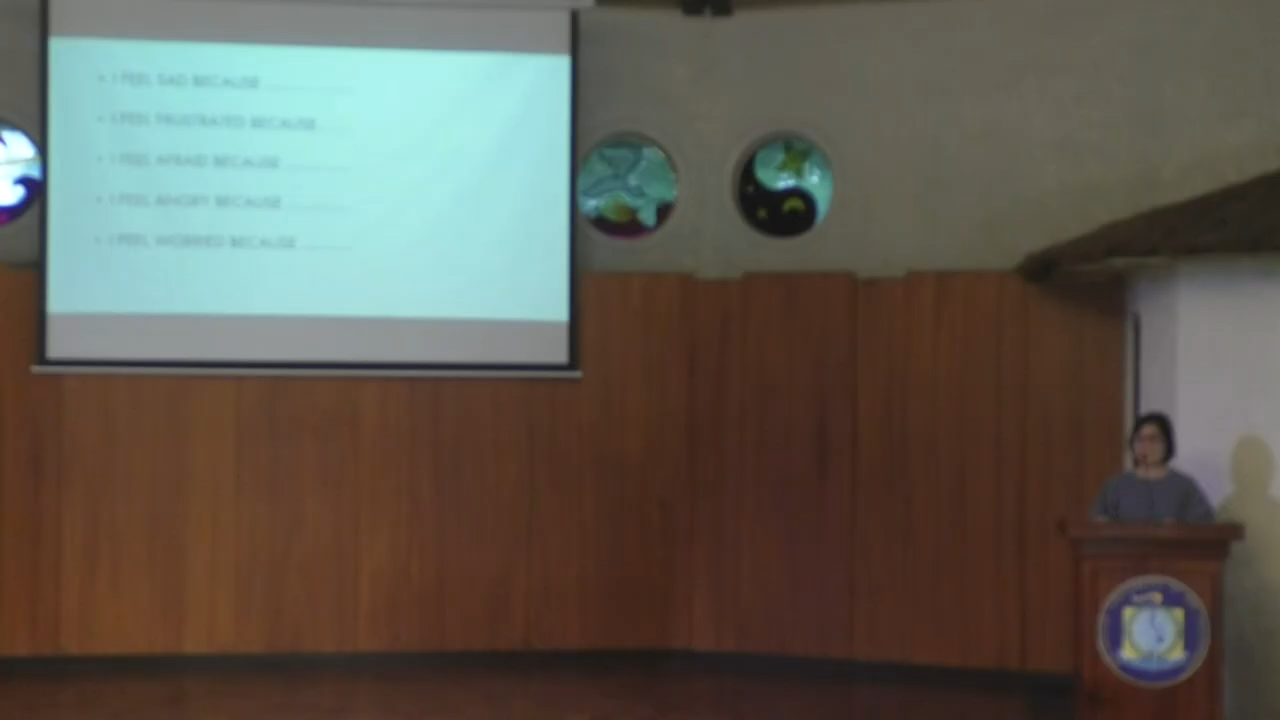 • I FEEL SAD BECAUSE ................
• I FEEL FRUSTRATED BECAUSE......
• I FEEL AFRAID BECAUSE ............
• I FEEL ANGRY BECAUSE ............
• I FEEL WORRIED BECAUSE..........